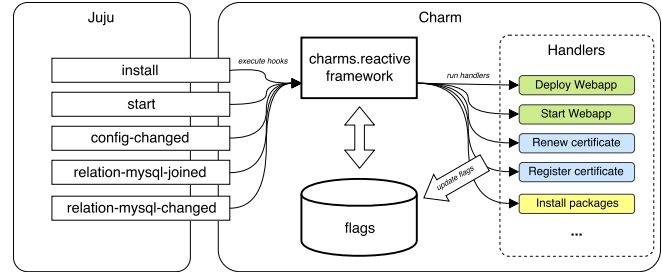 Juju
Charm
install
start
config-changed
relation-mysql-joined
relation-mysql-changed
execute hooks
charms.reactive
framework
run handlers
flags
update flags
Handlers
Deploy Webapp
Start Webapp
Renew certificate
Register certificate
Install packages
...